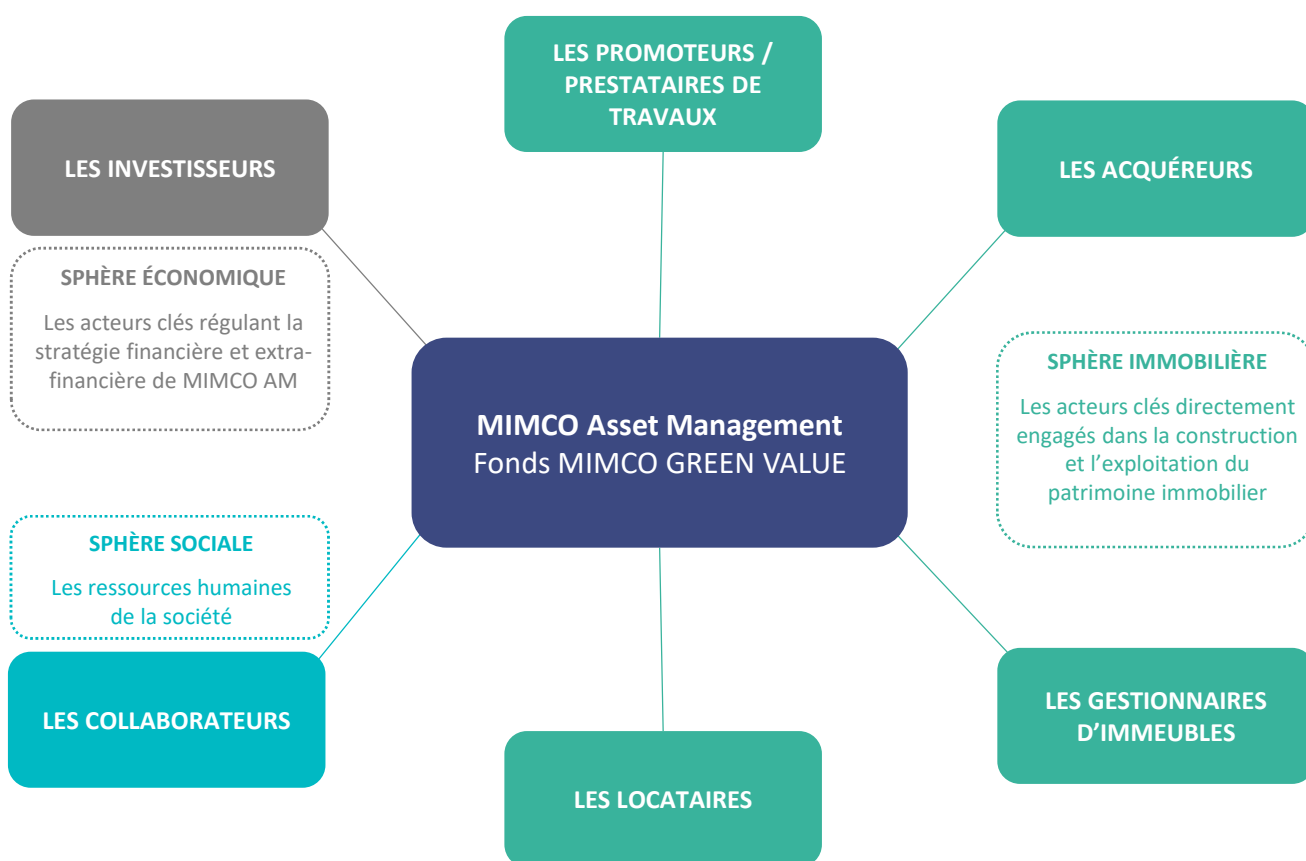 LES PROMOTEURS /
PRESTATAIRES DE
TRAVAUX
LES INVESTISSEURS
LES ACQUÉREURS
SPHÈRE ÉCONOMIQUE
Les acteurs clés régulant la
stratégie financière et extra-
financière de MIMCO AM
MIMCO Asset Management
Fonds MIMCO GREEN VALUE
SPHÈRE IMMOBILIÈRE
Les acteurs clés directement
engagés dans la construction
et l’exploitation du
patrimoine immobilier
SPHÈRE SOCIALE
Les ressources humaines
de la société
LES COLLABORATEURS
LES LOCATAIRES
LES GESTIONNAIRES
D’IMMEUBLES